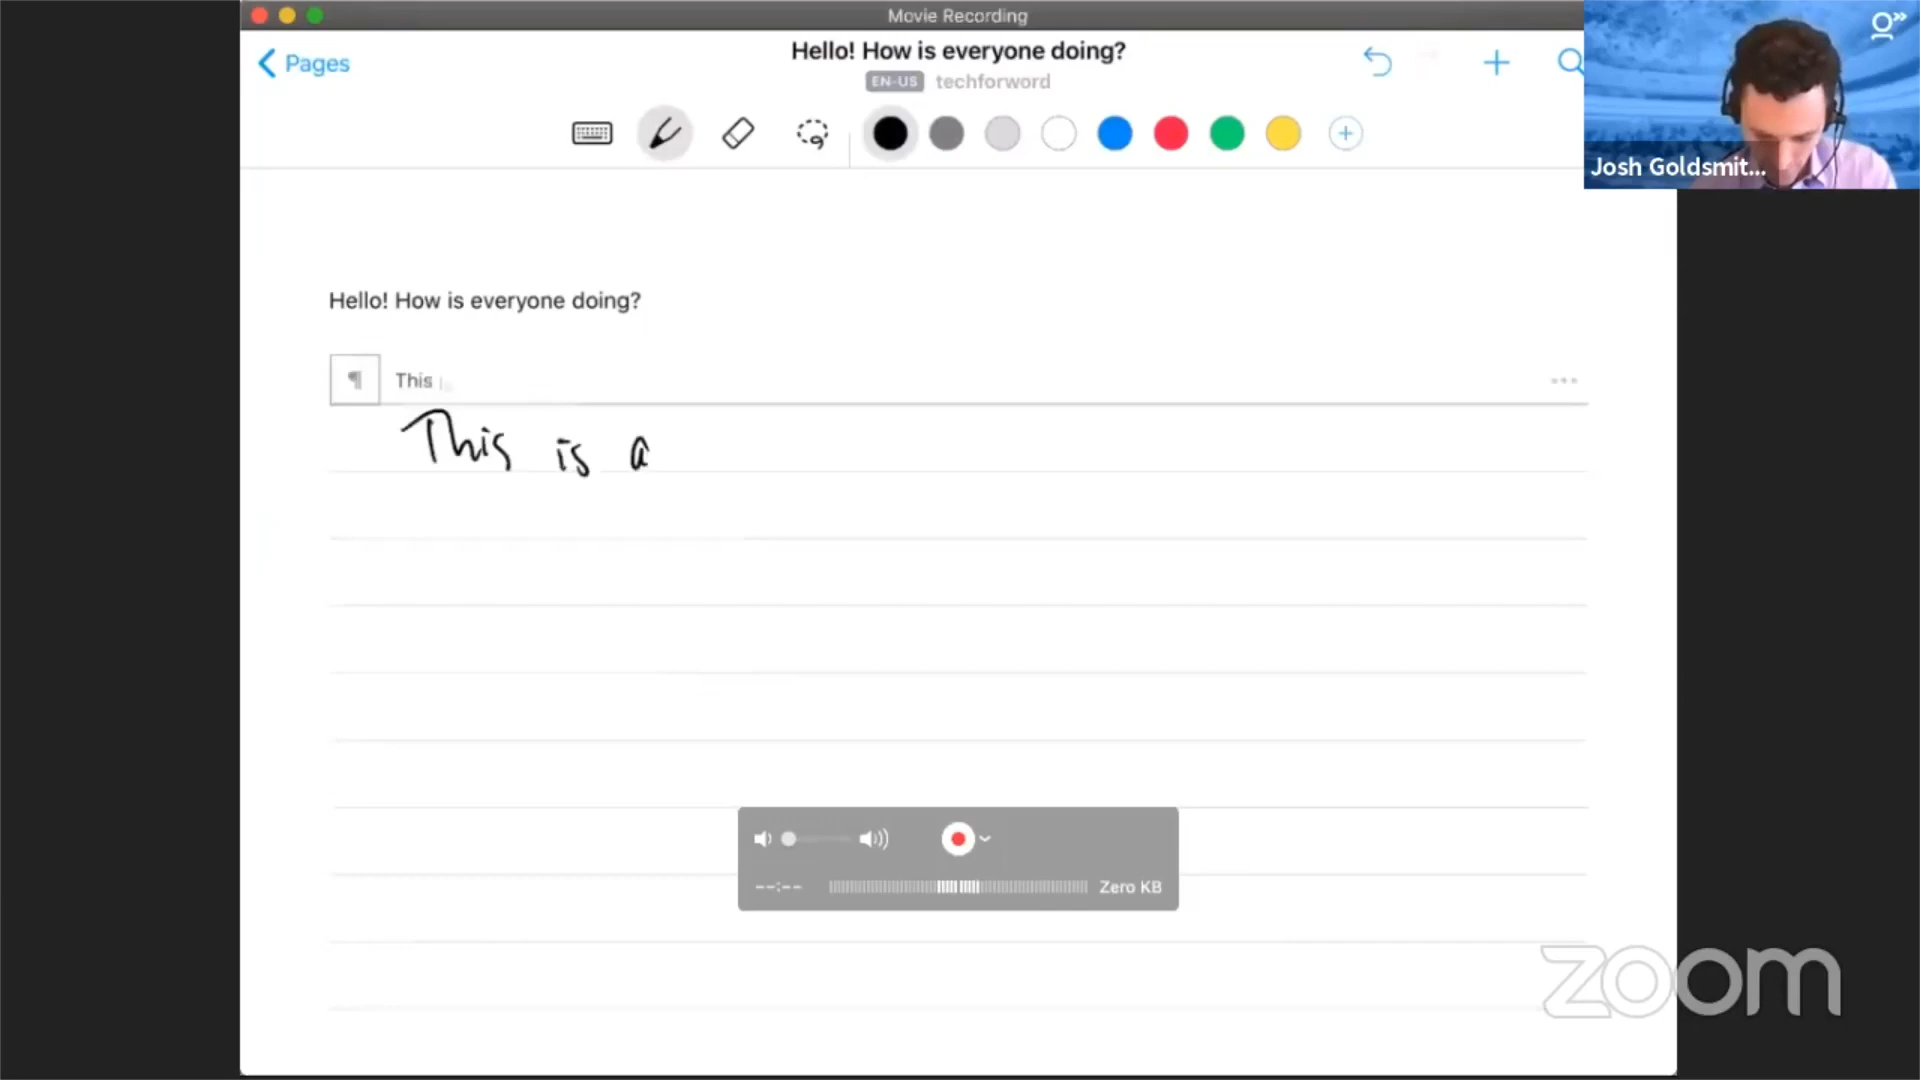 Movie Recording
Pages
Hello! How is everyone doing?
EN-US techforword
Josh Goldsmit...
Hello! How is everyone doing?
¶ This
This is a
--:-- Zero KB
zoom